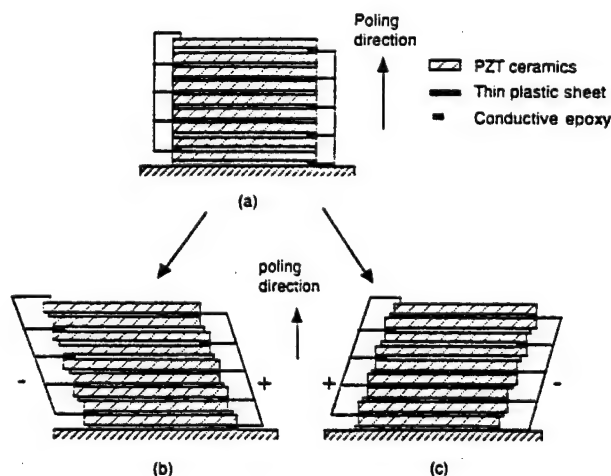 Poling
direction
PZT ceramics
Thin plastic sheet
Conductive epoxy
(a)
poling
direction
-
+
+
-
(b)
(c)